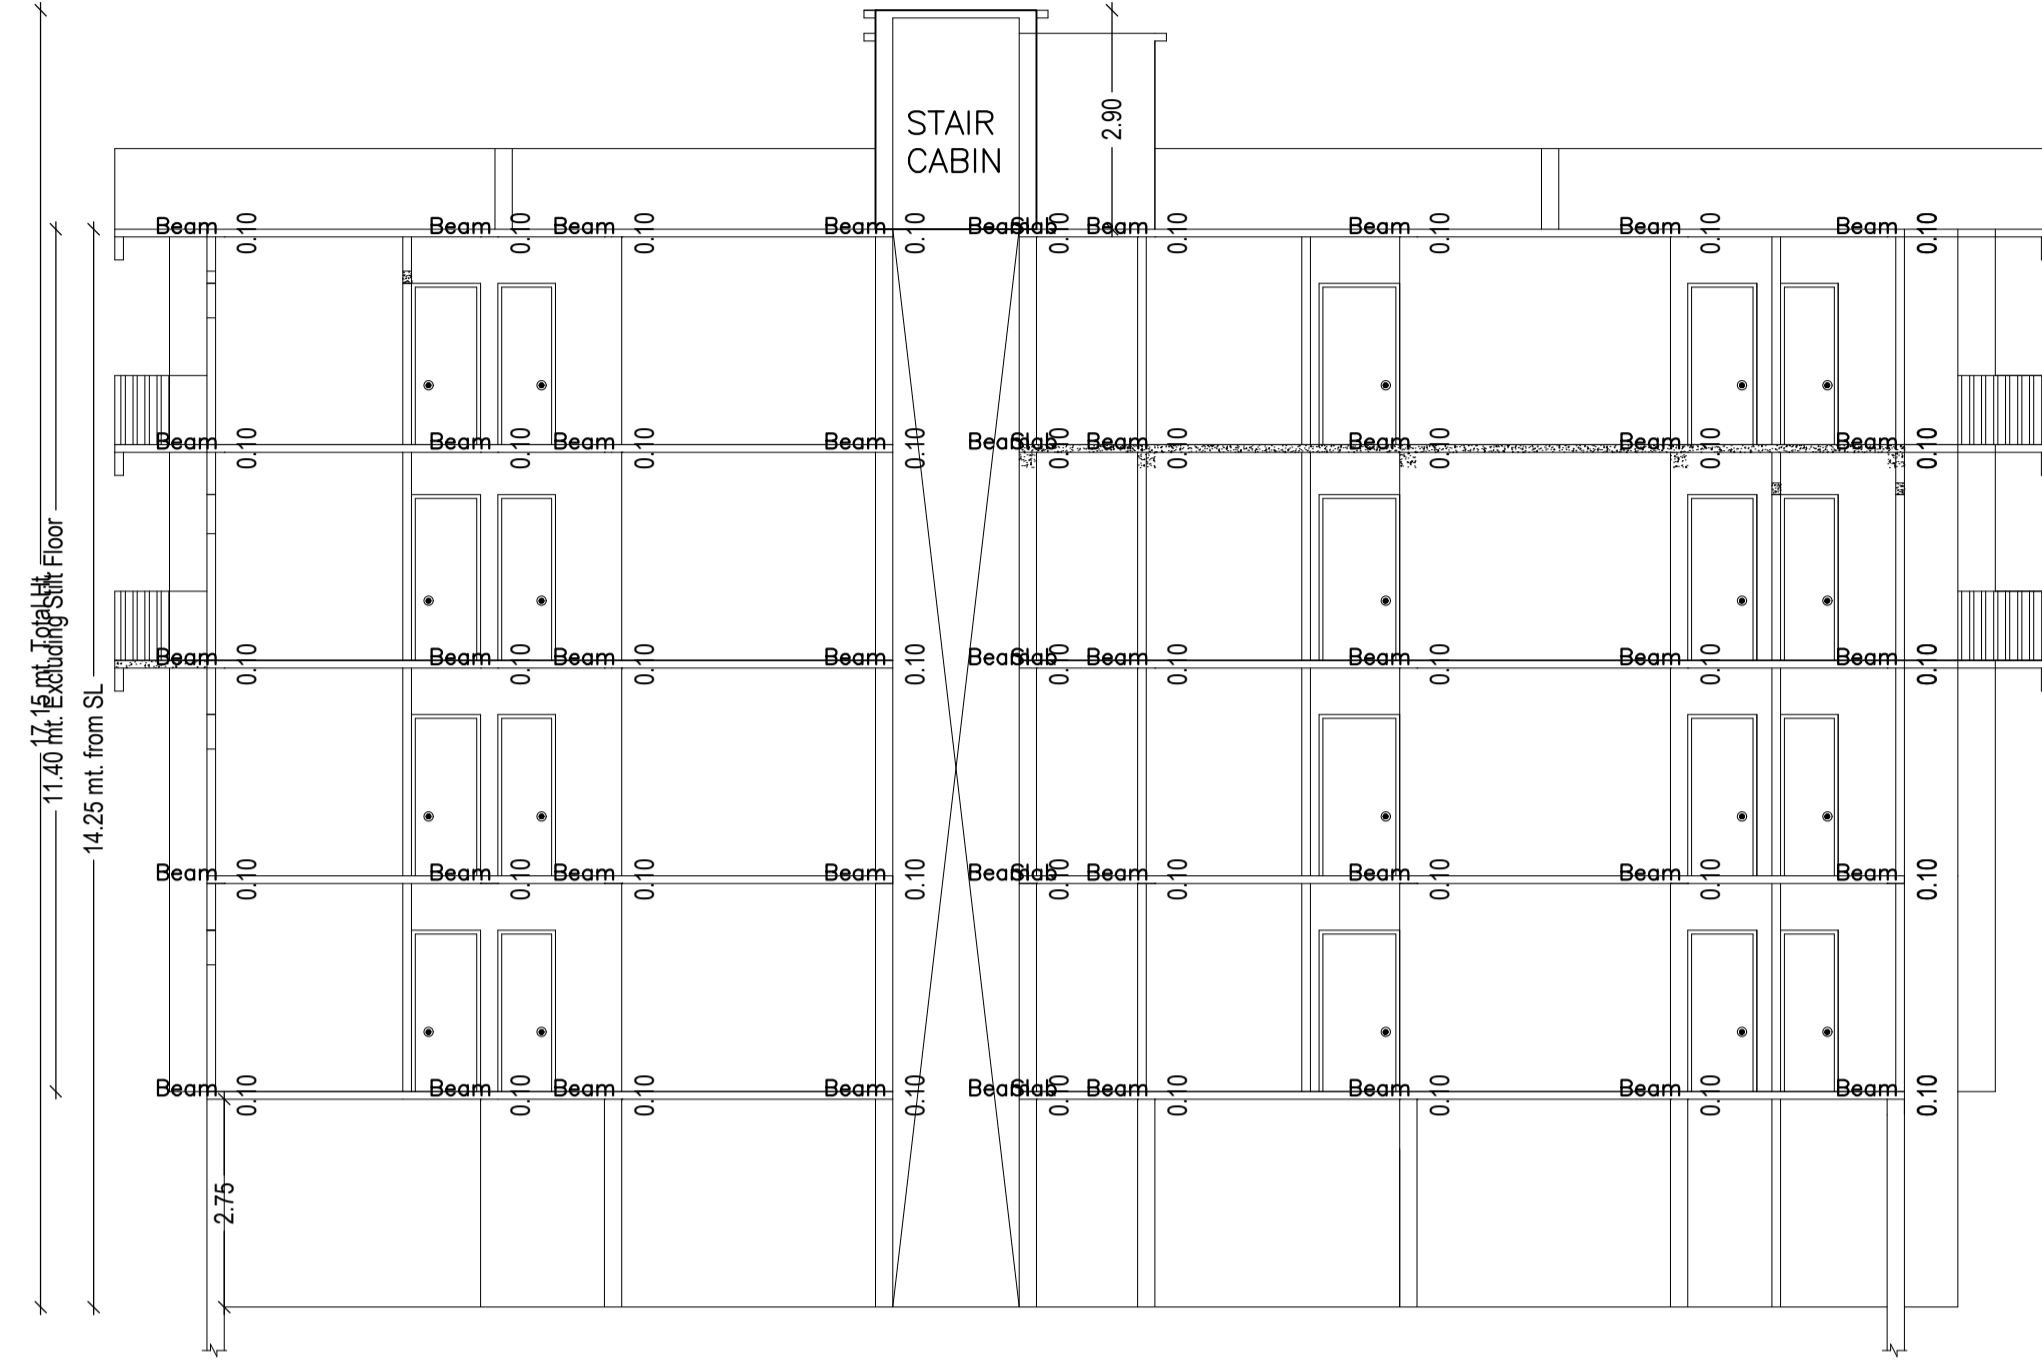 STAIR
CABIN
2.90
Beam 0.10 Beam 0.10 Beam 0.10 Beam 0.10 Beam Slab 0.10 Beam 0.10 Beam 0.10 Beam 0.10 Beam 0.10
Beam 0.10 Beam 0.10 Beam 0.10 Beam 0.10 Beam Slab 0.10 Beam 0.10 Beam 0.10 Beam 0.10 Beam 0.10
17.15 mt. Total Ht.
11.40 mt. Excluding Stilt Floor
14.25 mt. from SL
Beam 0.10 Beam 0.10 Beam 0.10 Beam 0.10 Beam Slab 0.10 Beam 0.10 Beam 0.10 Beam 0.10 Beam 0.10
Beam 0.10 Beam 0.10 Beam 0.10 Beam 0.10 Beam Slab 0.10 Beam 0.10 Beam 0.10 Beam 0.10 Beam 0.10
Beam 0.10 Beam 0.10 Beam 0.10 Beam 0.10 Beam Slab 0.10 Beam 0.10 Beam 0.10 Beam 0.10 Beam 0.10
2.75